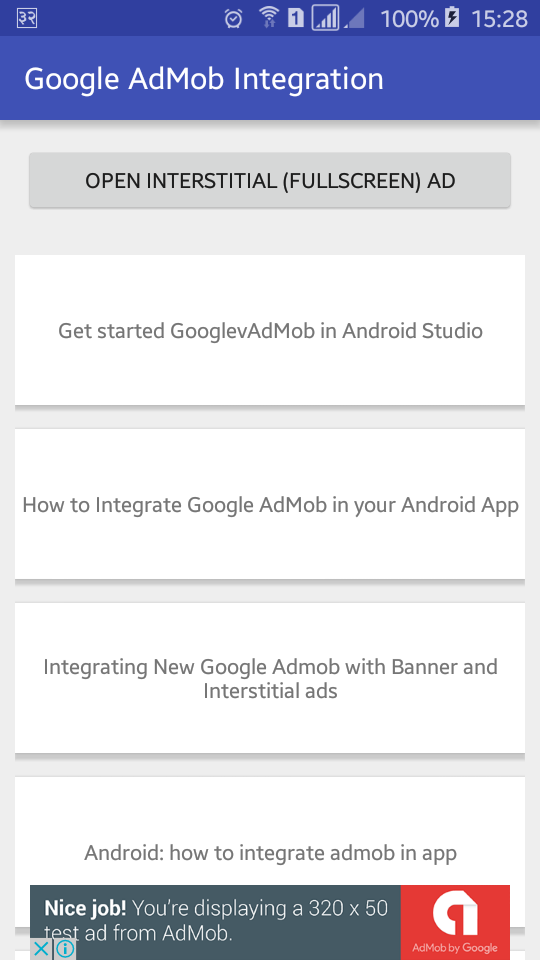 ३२ 1 100% 15:28
Google AdMob Integration
OPEN INTERSTITIAL (FULLSCREEN) AD
Get started GooglevAdMob in Android Studio
How to Integrate Google AdMob in your Android App
Integrating New Google Admob with Banner and
Interstitial ads
Android: how to integrate admob in app
Nice job! You're displaying a 320 x 50
test ad from AdMob.
AdMob by Google